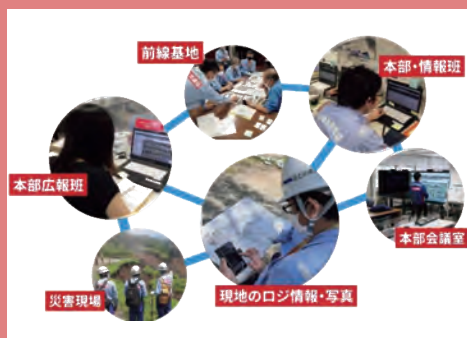 前線基地
本部・情報班
本部広報班
本部会議室
災害現場
現地のロジ情報・写真